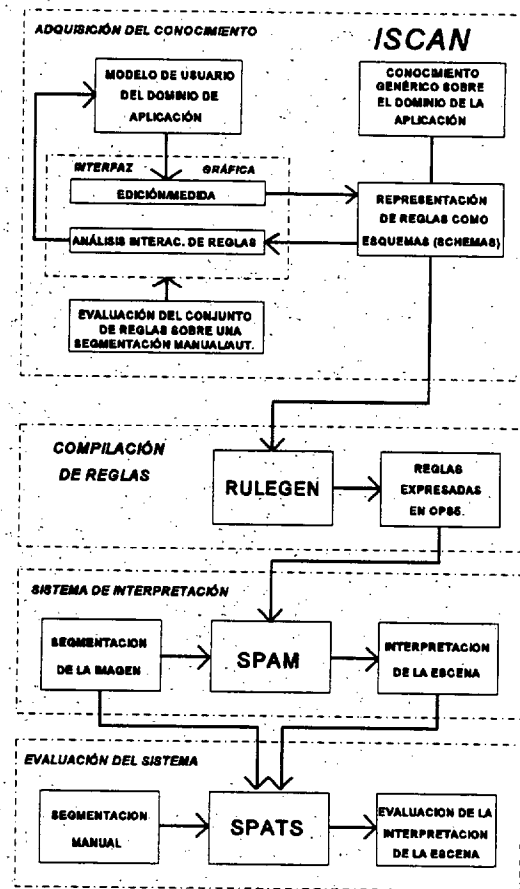 ADQUISICIÓN DEL CONOCIMIENTO
ISCAN
MODELO DE USUARIO
DEL DOMINIO DE
APLICACIÓN
CONOCIMIENTO
GENÉRICO SOBRE
EL DOMINIO DE LA
APLICACIÓN
INTERFAZ GRÁFICA
EDICIÓN/MEDIDA
ANÁLISIS INTERAC. DE REGLAS
REPRESENTACIÓN
DE REGLAS COMO
ESQUEMAS (SCHEMAS)
EVALUACIÓN DEL CONJUNTO
DE REGLAS SOBRE UNA
SEGMENTACIÓN MANUAL/AUT.
COMPILACIÓN
DE REGLAS
RULEGEN
REGLAS
EXPRESADAS
EN OPS5.
SISTEMA DE INTERPRETACIÓN
SEGMENTACION
DE LA IMAGEN
SPAM
INTERPRETACION
DE LA ESCENA
EVALUACIÓN DEL SISTEMA
SEGMENTACION
MANUAL
SPATS
EVALUACION DE LA
INTERPRETACION
DE LA ESCENA